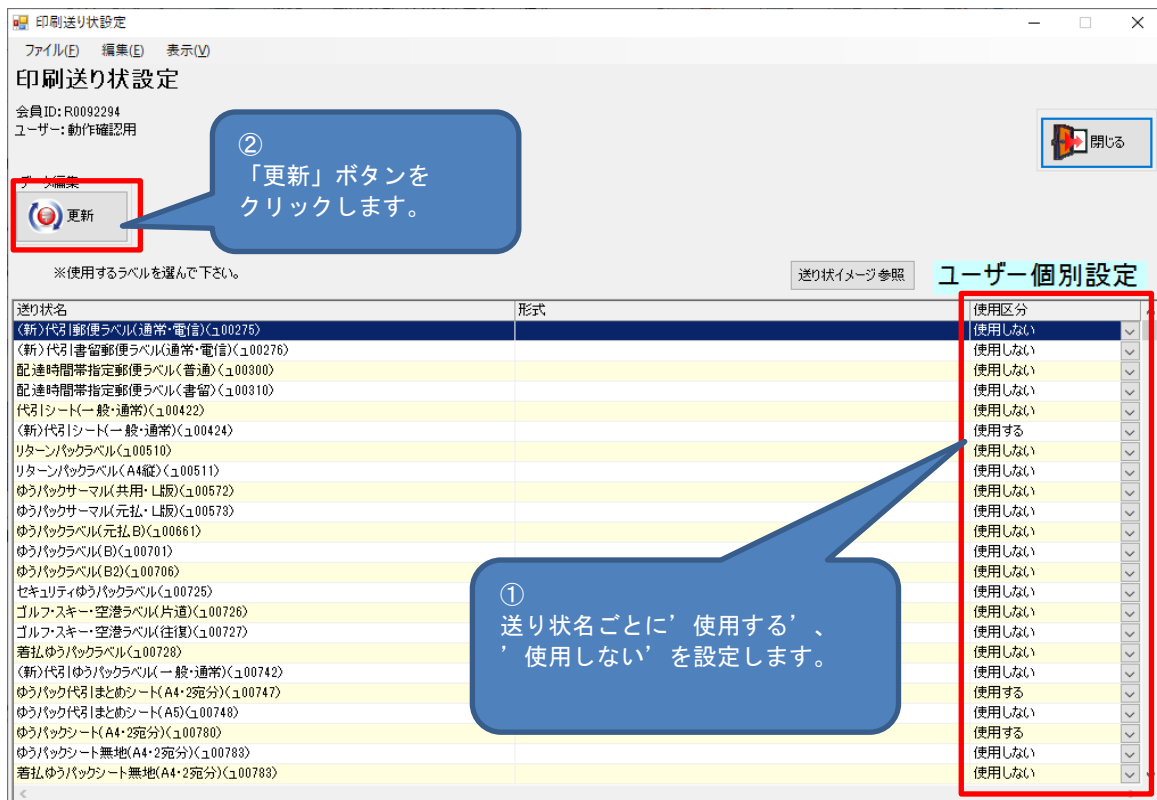 印刷送り状設定
ファイル(F) 編集(E) 表示(V)
印刷送り状設定
会員ID:R0092294
ユーザー:動作確認用
②
「更新」ボタンを
クリックします。
閉じる
データ編集
更新
※使用するラベルを選んで下さい。
送り状イメージ参照
ユーザー個別設定
送り状名 形式 使用区分
(新)代引郵便ラベル(通常・電信)(ユ00275) 使用しない
(新)代引書留郵便ラベル(通常・電信)(ユ00276) 使用しない
配達時間帯指定郵便ラベル(普通)(ユ00300) 使用しない
配達時間帯指定郵便ラベル(書留)(ユ00310) 使用しない
代引シート(一般・通常)(ユ00422) 使用しない
(新)代引シート(一般・通常)(ユ00424) 使用する
リターンパックラベル(ユ00510) 使用しない
リターンパックラベル(A4縦)(ユ00511) 使用しない
ゆうパックサーマル(共用・L版)(ユ00572) 使用しない
ゆうパックサーマル(元払・L版)(ユ00573) 使用しない
ゆうパックラベル(元払B)(ユ00661) 使用しない
ゆうパックラベル(B)(ユ00701) 使用しない
ゆうパックラベル(B2)(ユ00706) 使用しない
セキュリティゆうパックラベル(ユ00725) 使用しない
ゴルフ・スキー・空港ラベル(片道)(ユ00726) 使用しない
ゴルフ・スキー・空港ラベル(往復)(ユ00727) 使用しない
着払ゆうパックラベル(ユ00728) 使用しない
(新)代引ゆうパックラベル(一般・通常)(ユ00742) 使用しない
ゆうパック代引まとめシート(A4・2宛分)(ユ00747) 使用する
ゆうパック代引まとめシート(A5)(ユ00748) 使用しない
ゆうパックシート(A4・2宛分)(ユ00780) 使用する
ゆうパックシート無地(A4・2宛分)(ユ00783) 使用しない
着払ゆうパックシート無地(A4・2宛分)(ユ00783) 使用しない
①
送り状名ごとに’使用する’、
’使用しない’を設定します。